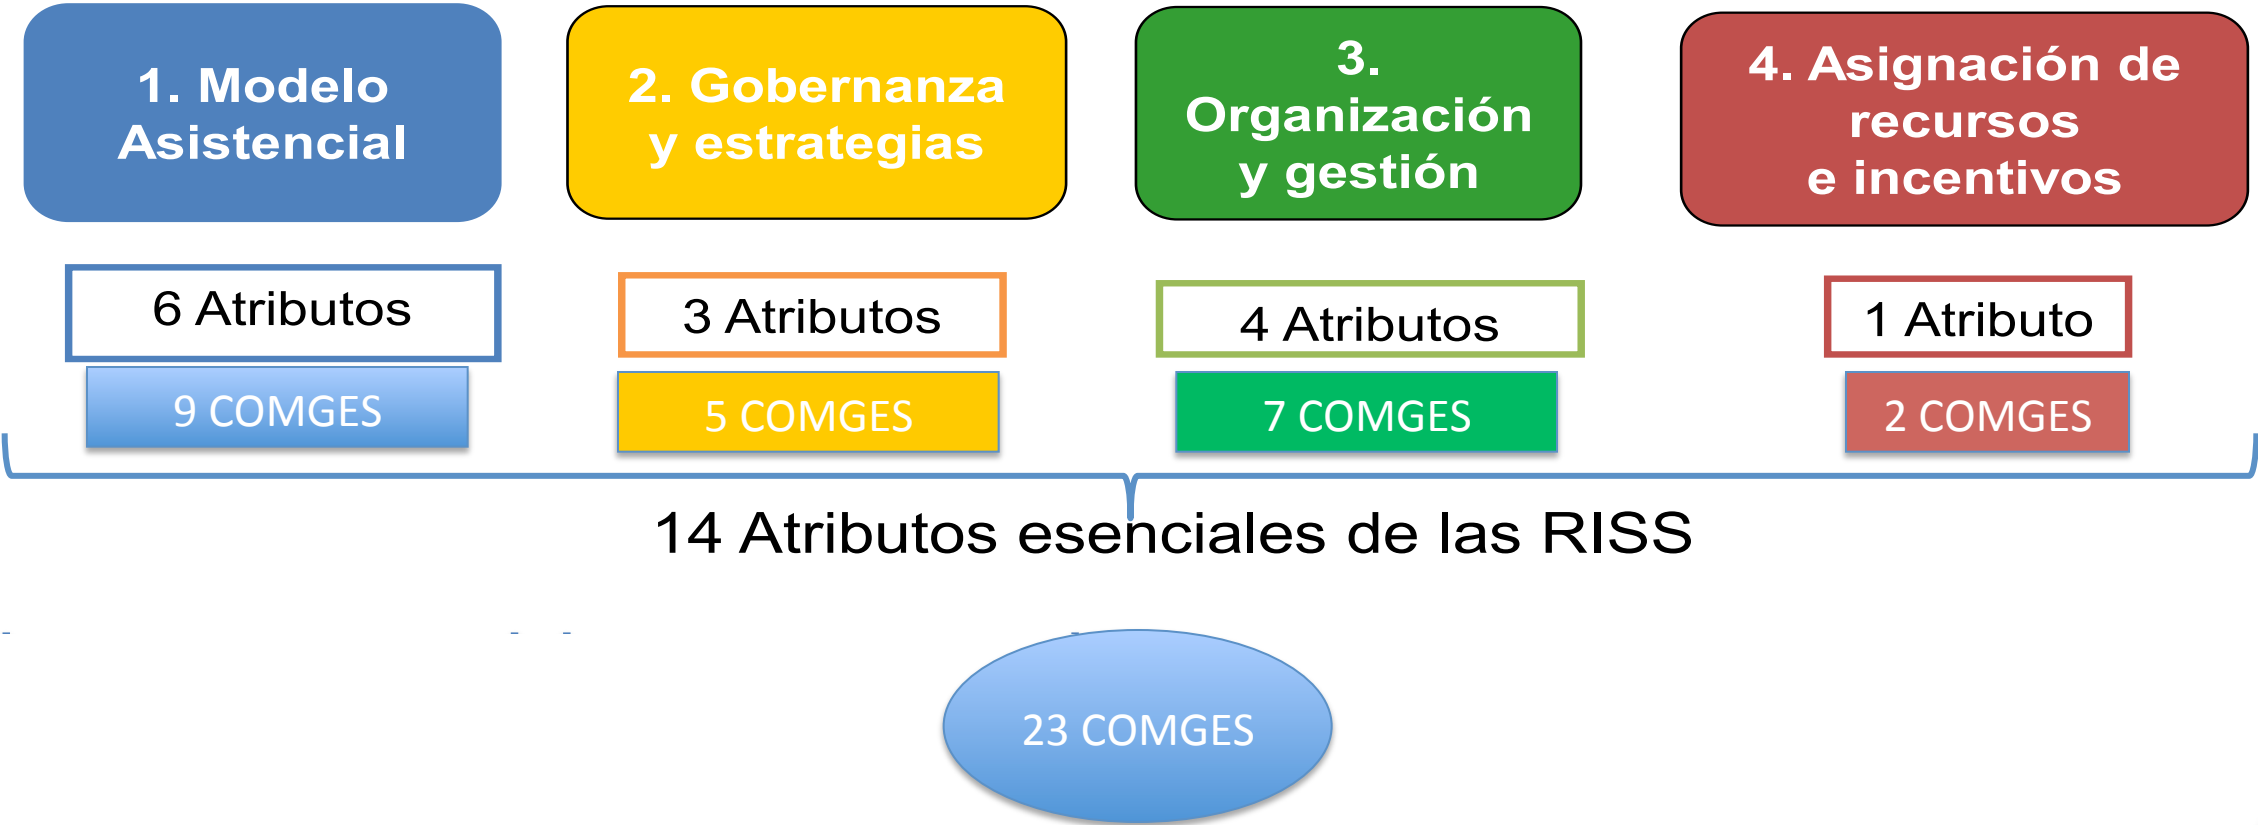 1. Modelo
Asistencial
2. Gobernanza
y estrategias
3.
Organización
y gestión
4. Asignación de
recursos
e incentivos
6 Atributos
3 Atributos
4 Atributos
1 Atributo
9 COMGES
5 COMGES
7 COMGES
2 COMGES
14 Atributos esenciales de las RISS
23 COMGES